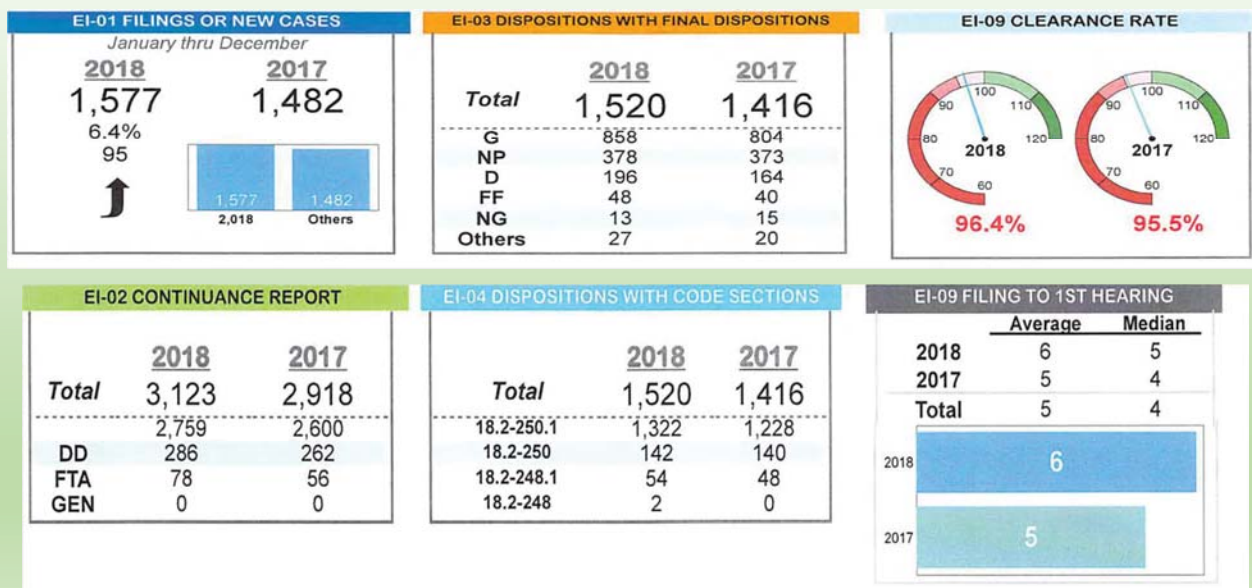 EI-01 FILINGS OR NEW CASES
January thru December
2018 2017
1,577 1,482
6.4%
95
1,577 1,482
2,018 Others
EI-03 DISPOSITIONS WITH FINAL DISPOSITIONS
2018 2017
Total 1,520 1,416
G 858 804
NP 378 373
D 196 164
FF 48 40
NG 13 15
Others 27 20
EI-09 CLEARANCE RATE
60 70 80 90 100 110 120
2018
96.4%
60 70 80 90 100 110 120
2017
95.5%
EI-02 CONTINUANCE REPORT
2018 2017
Total 3,123 2,918
2,759 2,600
DD 286 262
FTA 78 56
GEN 0 0
EI-04 DISPOSITIONS WITH CODE SECTIONS
2018 2017
Total 1,520 1,416
18.2-250.1 1,322 1,228
18.2-250 142 140
18.2-248.1 54 48
18.2-248 2 0
EI-09 FILING TO 1ST HEARING
Average Median
2018 6 5
2017 5 4
Total 5 4
2018 6
2017 5